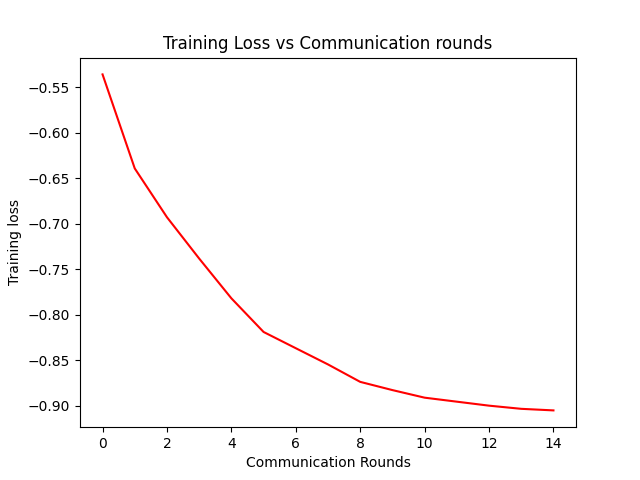 Training Loss vs Communication rounds
−0.55
−0.60
−0.65
−0.70
−0.75
−0.80
−0.85
−0.90
Training loss
0 2 4 6 8 10 12 14
Communication Rounds